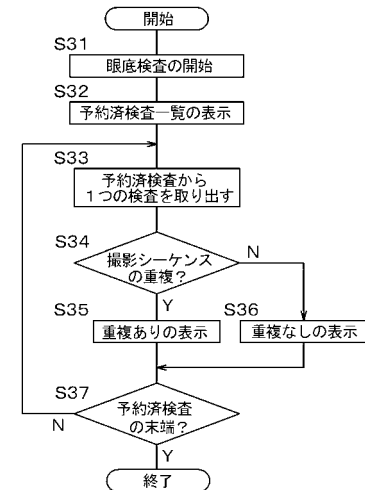 開始
S31
眼底検査の開始
S32
予約済検査一覧の表示
S33
予約済検査から
1つの検査を取り出す
S34
撮影シーケンス
の重複?
N
Y
S35
重複ありの表示
S36
重複なしの表示
S37
予約済検査
の末端?
N
Y
終了